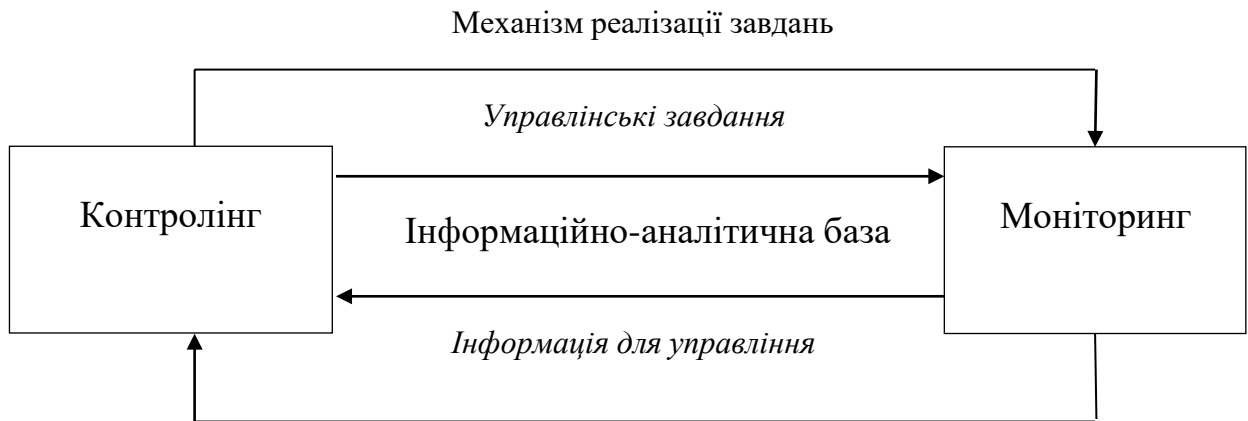 Механізм реалізації завдань
Управлінські завдання
Контролінг
Моніторинг
Інформаційно-аналітична база
Інформація для управління